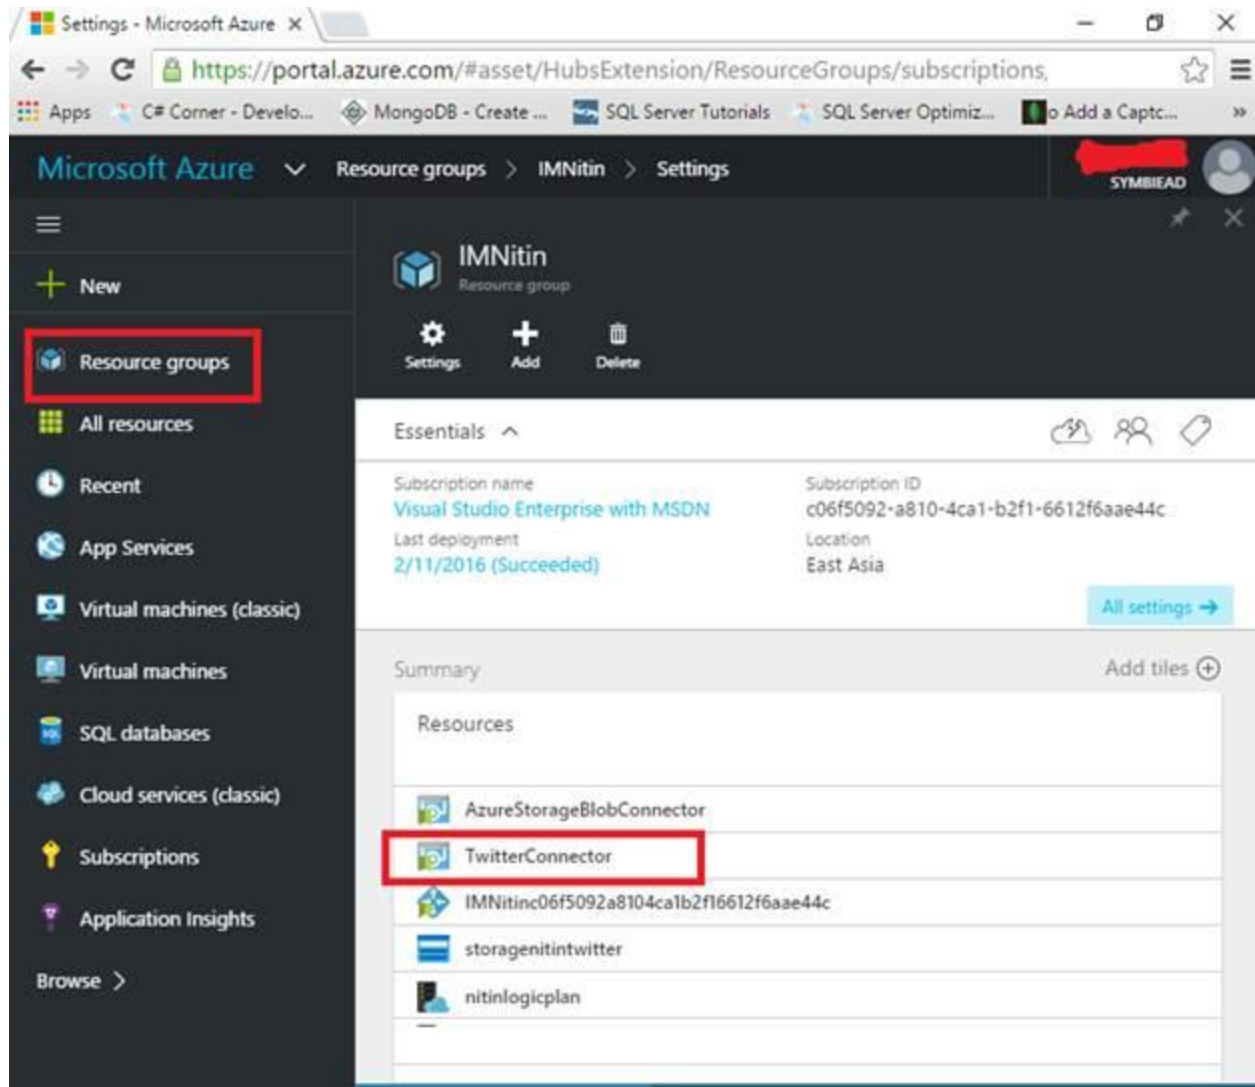 Settings - Microsoft Azure
https://portal.azure.com/#asset/HubsExtension/ResourceGroups/subscriptions,
Apps C# Corner - Develo... MongoDB - Create ... SQL Server Tutorials SQL Server Optimiz... o Add a Captc... »
Microsoft Azure Resource groups > IMNitin > Settings
SYMBIEAD
New
Resource groups
All resources
Recent
App Services
Virtual machines (classic)
Virtual machines
SQL databases
Cloud services (classic)
Subscriptions
Application Insights
Browse >
IMNitin
Resource group
Settings Add Delete
Essentials
Subscription name
Visual Studio Enterprise with MSDN
Last deployment
2/11/2016 (Succeeded)
Subscription ID
c06f5092-a810-4ca1-b2f1-6612f6aae44c
Location
East Asia
All settings →
Summary Add tiles
Resources
AzureStorageBlobConnector
TwitterConnector
IMNitinc06f5092a8104ca1b2f16612f6aae44c
storagenitintwitter
nitinlogicplan